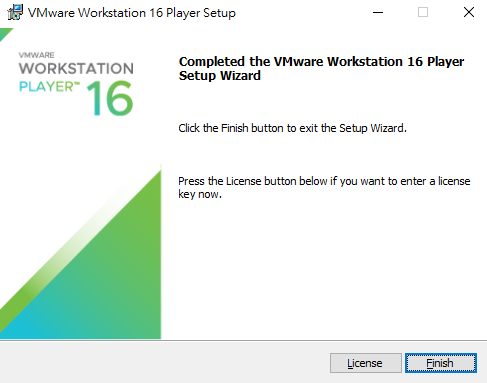 VMware Workstation 16 Player Setup
VMWARE
WORKSTATION
PLAYER™ 16
Completed the VMware Workstation 16 Player
Setup Wizard
Click the Finish button to exit the Setup Wizard.
Press the License button below if you want to enter a license
key now.
License
Finish